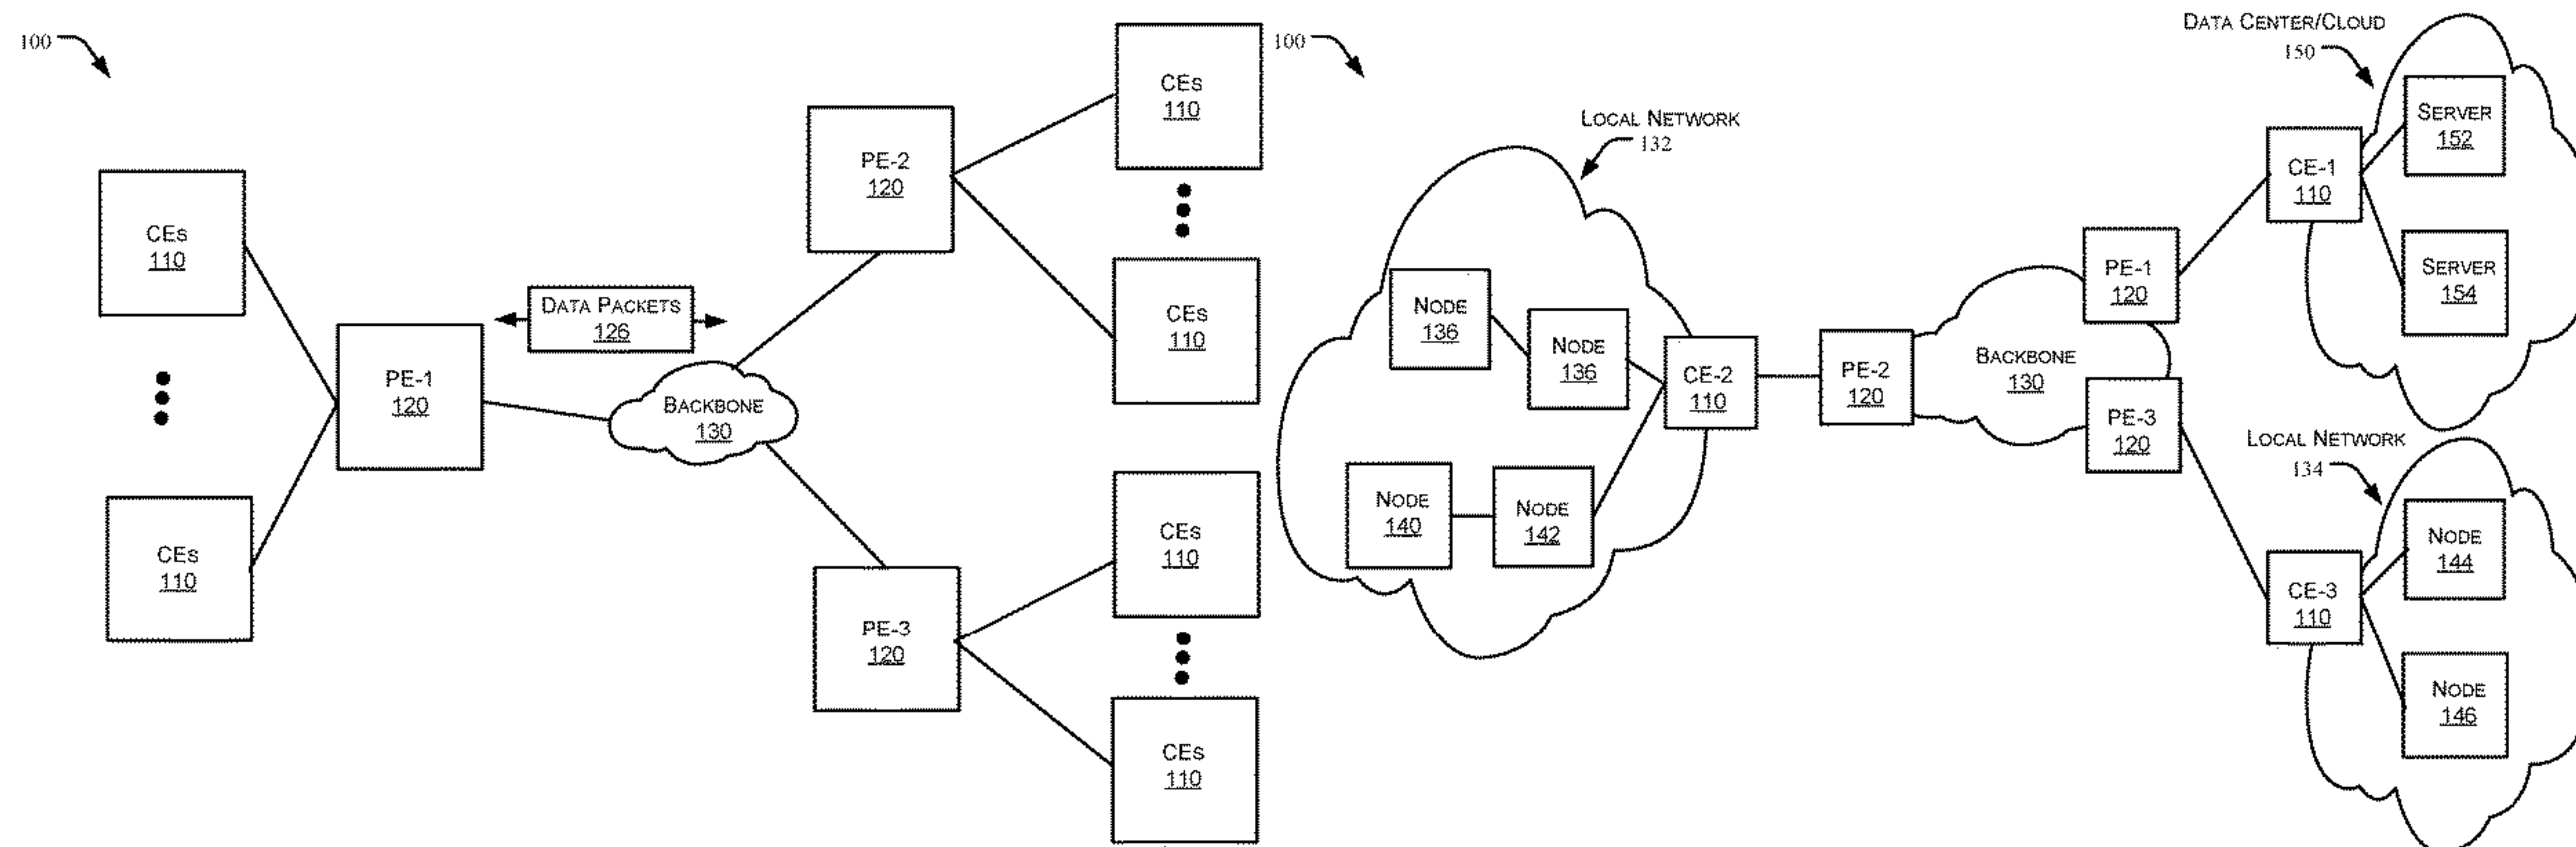 100
CEs
110
CEs
110
PE-1
120
DATA PACKETS
126
BACKBONE
130
PE-2
120
PE-3
120
CEs
110
CEs
110
CEs
110
CEs
110
100
LOCAL NETWORK
132
NODE
136
NODE
136
NODE
140
NODE
142
CE-2
110
PE-2
120
BACKBONE
130
PE-1
120
PE-3
120
DATA CENTER/CLOUD
150
CE-1
110
SERVER
152
SERVER
154
LOCAL NETWORK
134
CE-3
110
NODE
144
NODE
146